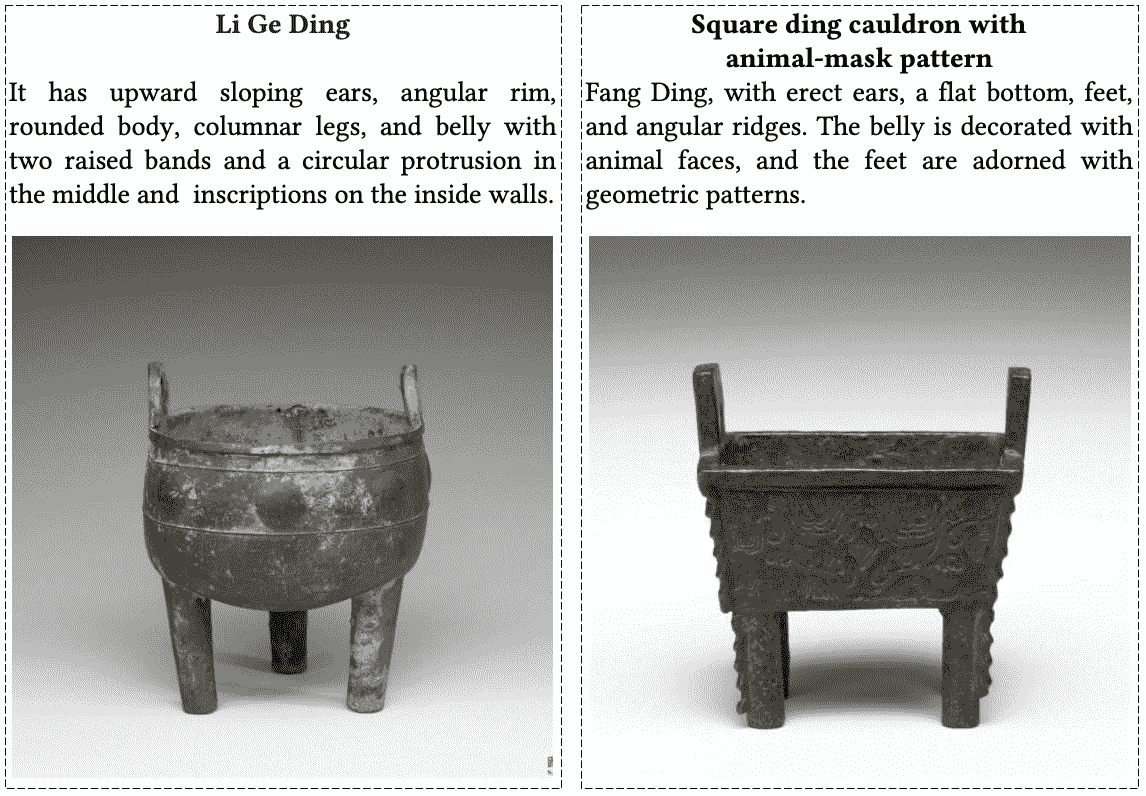 Li Ge Ding
It has upward sloping ears, angular rim,
rounded body, columnar legs, and belly with
two raised bands and a circular protrusion in
the middle and inscriptions on the inside walls.
Square ding cauldron with
animal-mask pattern
Fang Ding, with erect ears, a flat bottom, feet,
and angular ridges. The belly is decorated with
animal faces, and the feet are adorned with
geometric patterns.